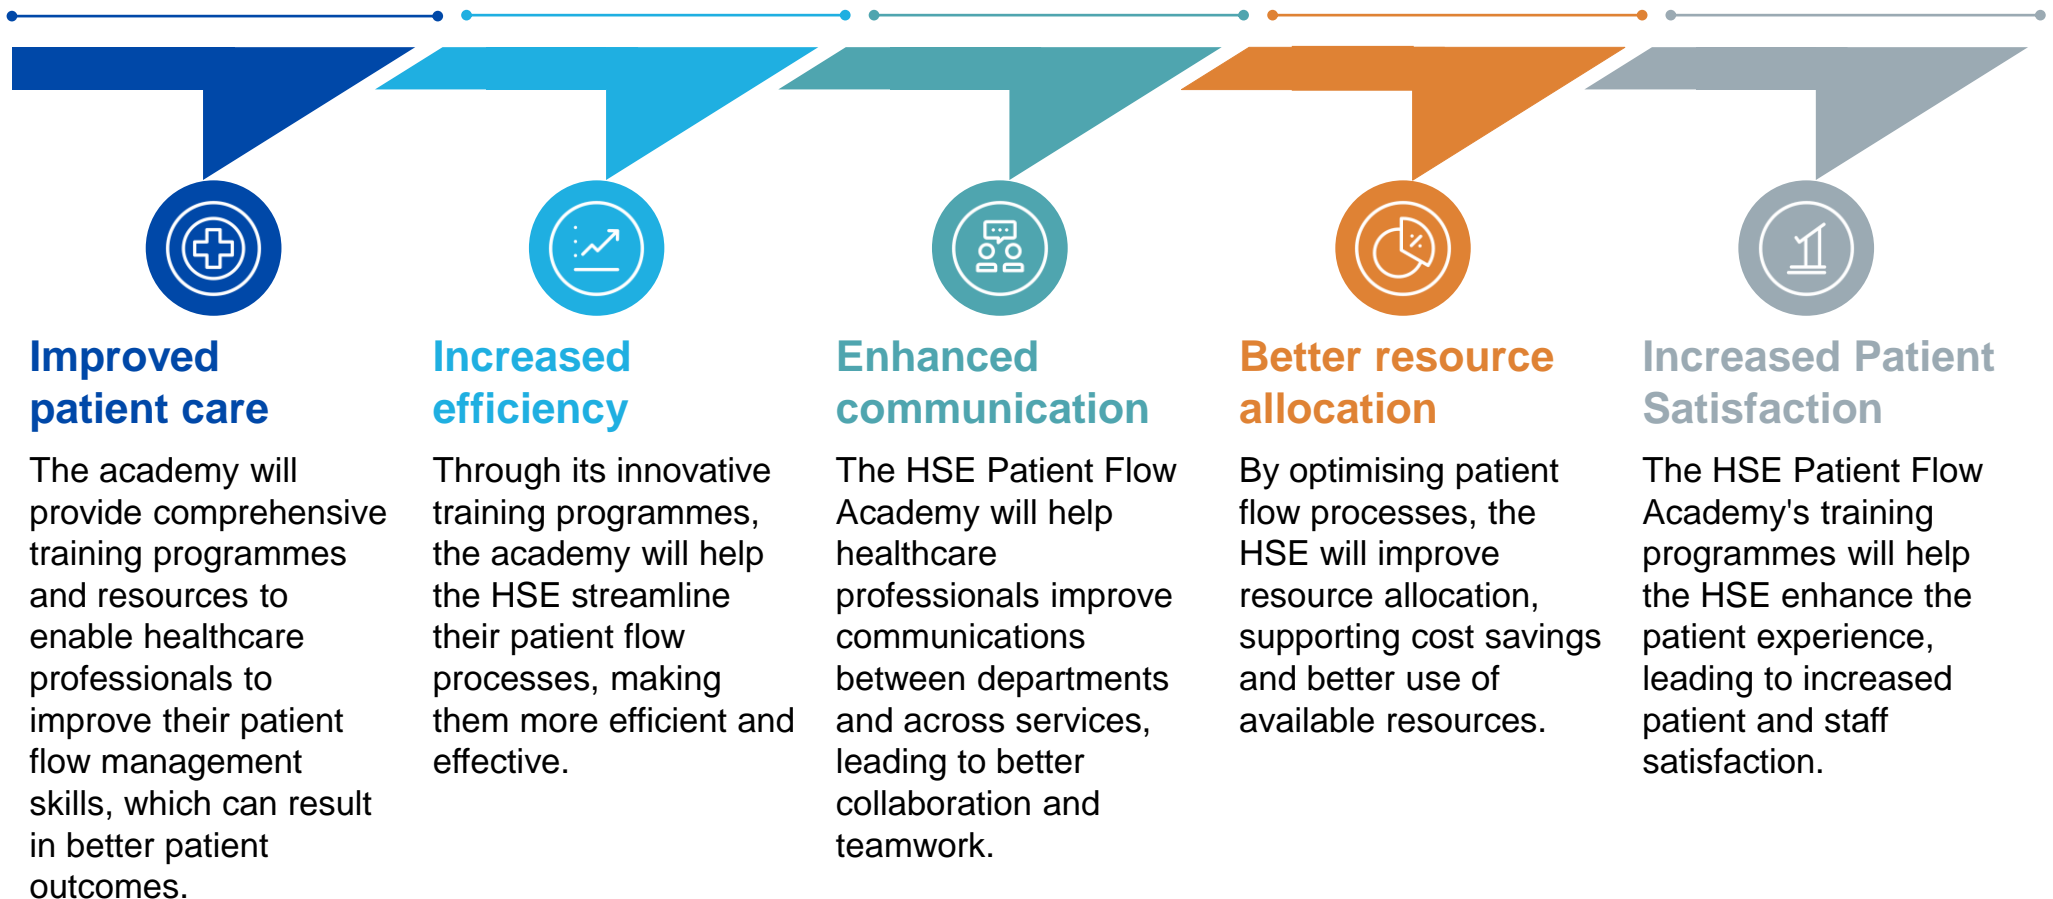 Improved
patient care
The academy will
provide comprehensive
training programmes
and resources to
enable healthcare
professionals to
improve their patient
flow management
skills, which can result
in better patient
outcomes.
Increased
efficiency
Through its innovative
training programmes,
the academy will help
the HSE streamline
their patient flow
processes, making
them more efficient and
effective.
Enhanced
communication
The HSE Patient Flow
Academy will help
healthcare
professionals improve
communications
between departments
and across services,
leading to better
collaboration and
teamwork.
Better resource
allocation
By optimising patient
flow processes, the
HSE will improve
resource allocation,
supporting cost savings
and better use of
available resources.
Increased Patient
Satisfaction
The HSE Patient Flow
Academy's training
programmes will help
the HSE enhance the
patient experience,
leading to increased
patient and staff
satisfaction.